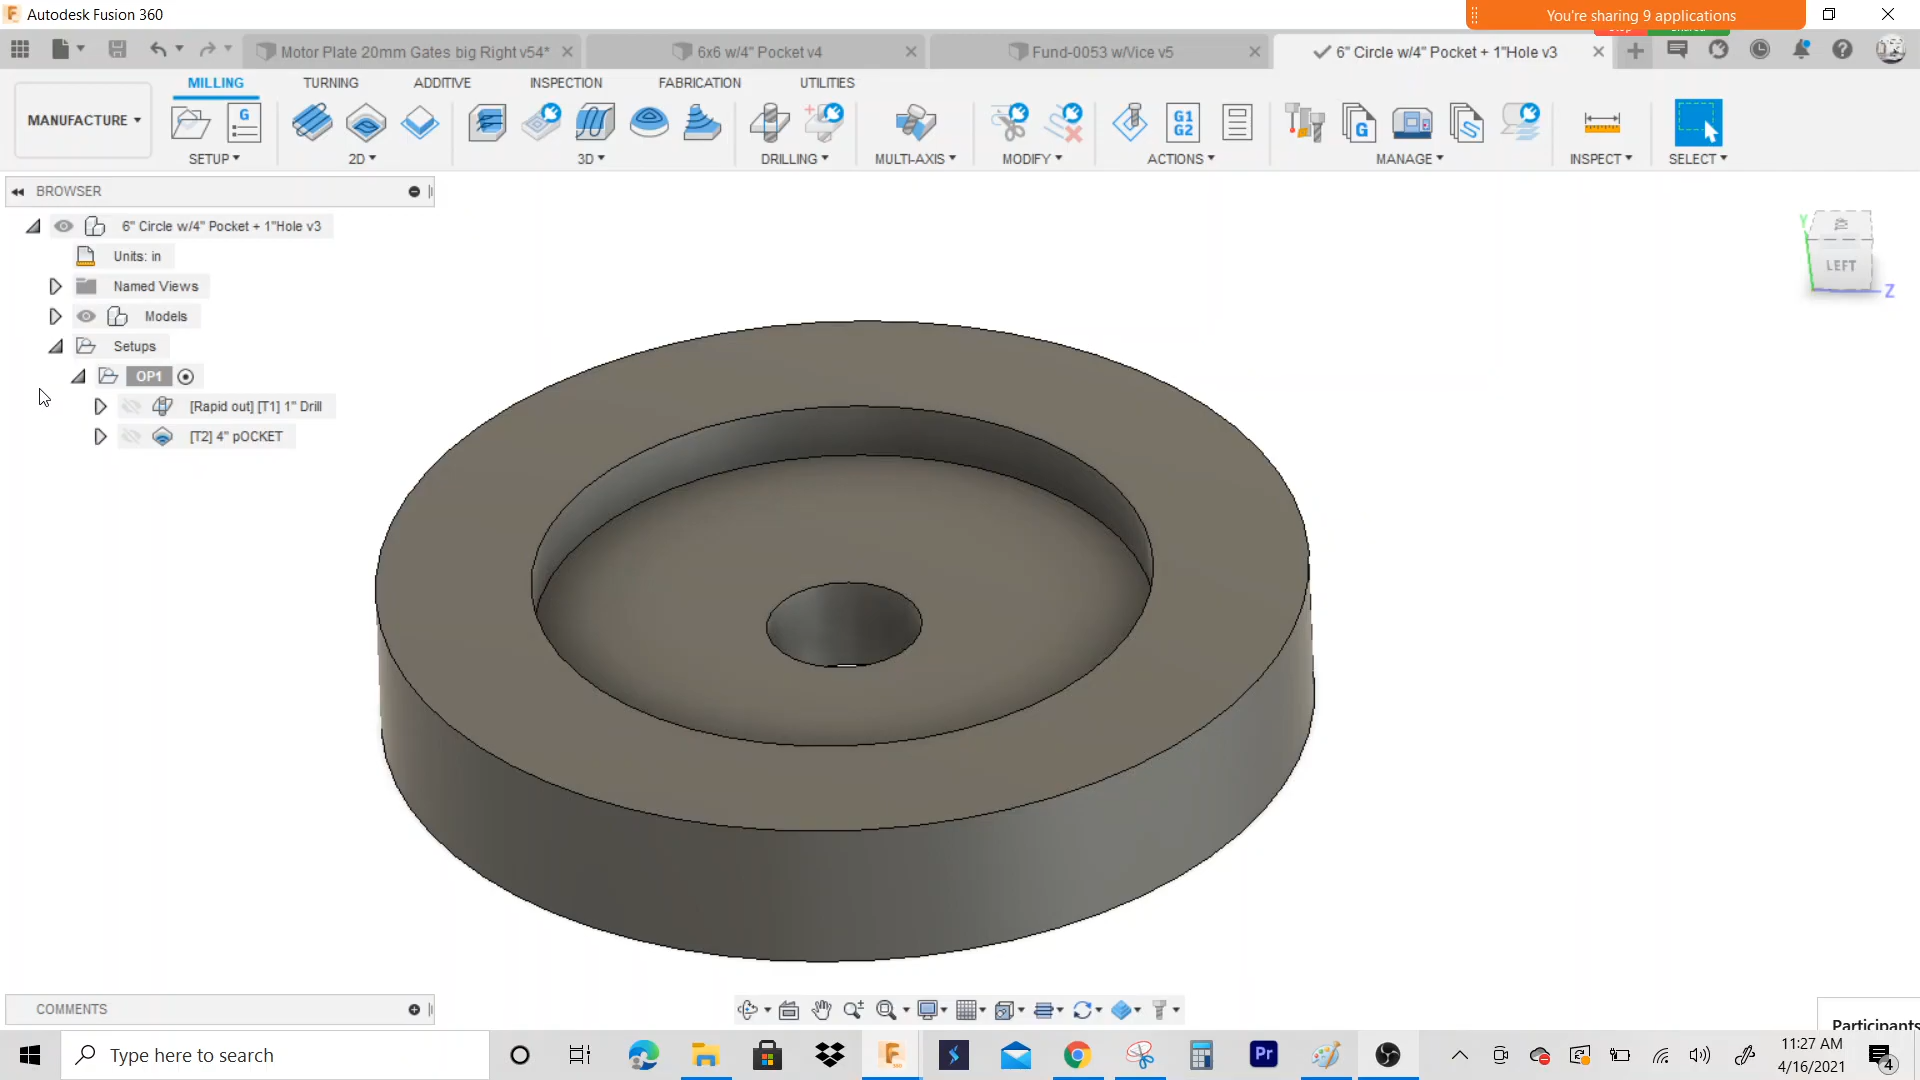 Autodesk Fusion 360
You're sharing 9 applications
Motor Plate 20mm Gates big Right v54*
6x6 w/4" Pocket v4
Fund-0053 w/Vice v5
6" Circle w/4" Pocket + 1"Hole v3
MILLING
TURNING
ADDITIVE
INSPECTION
FABRICATION
UTILITIES
MANUFACTURE
G
G1
G2
G
SETUP
2D
3D
DRILLING
MULTI-AXIS
MODIFY
ACTIONS
MANAGE
INSPECT
SELECT
BROWSER
6" Circle w/4" Pocket + 1"Hole v3
Units: in
Named Views
Models
Setups
OP1
[Rapid out] [T1] 1" Drill
[T2] 4" pOCKET
Y
LEFT
Z
COMMENTS
Participants
Type here to search
Pr
11:27 AM
4/16/2021
4